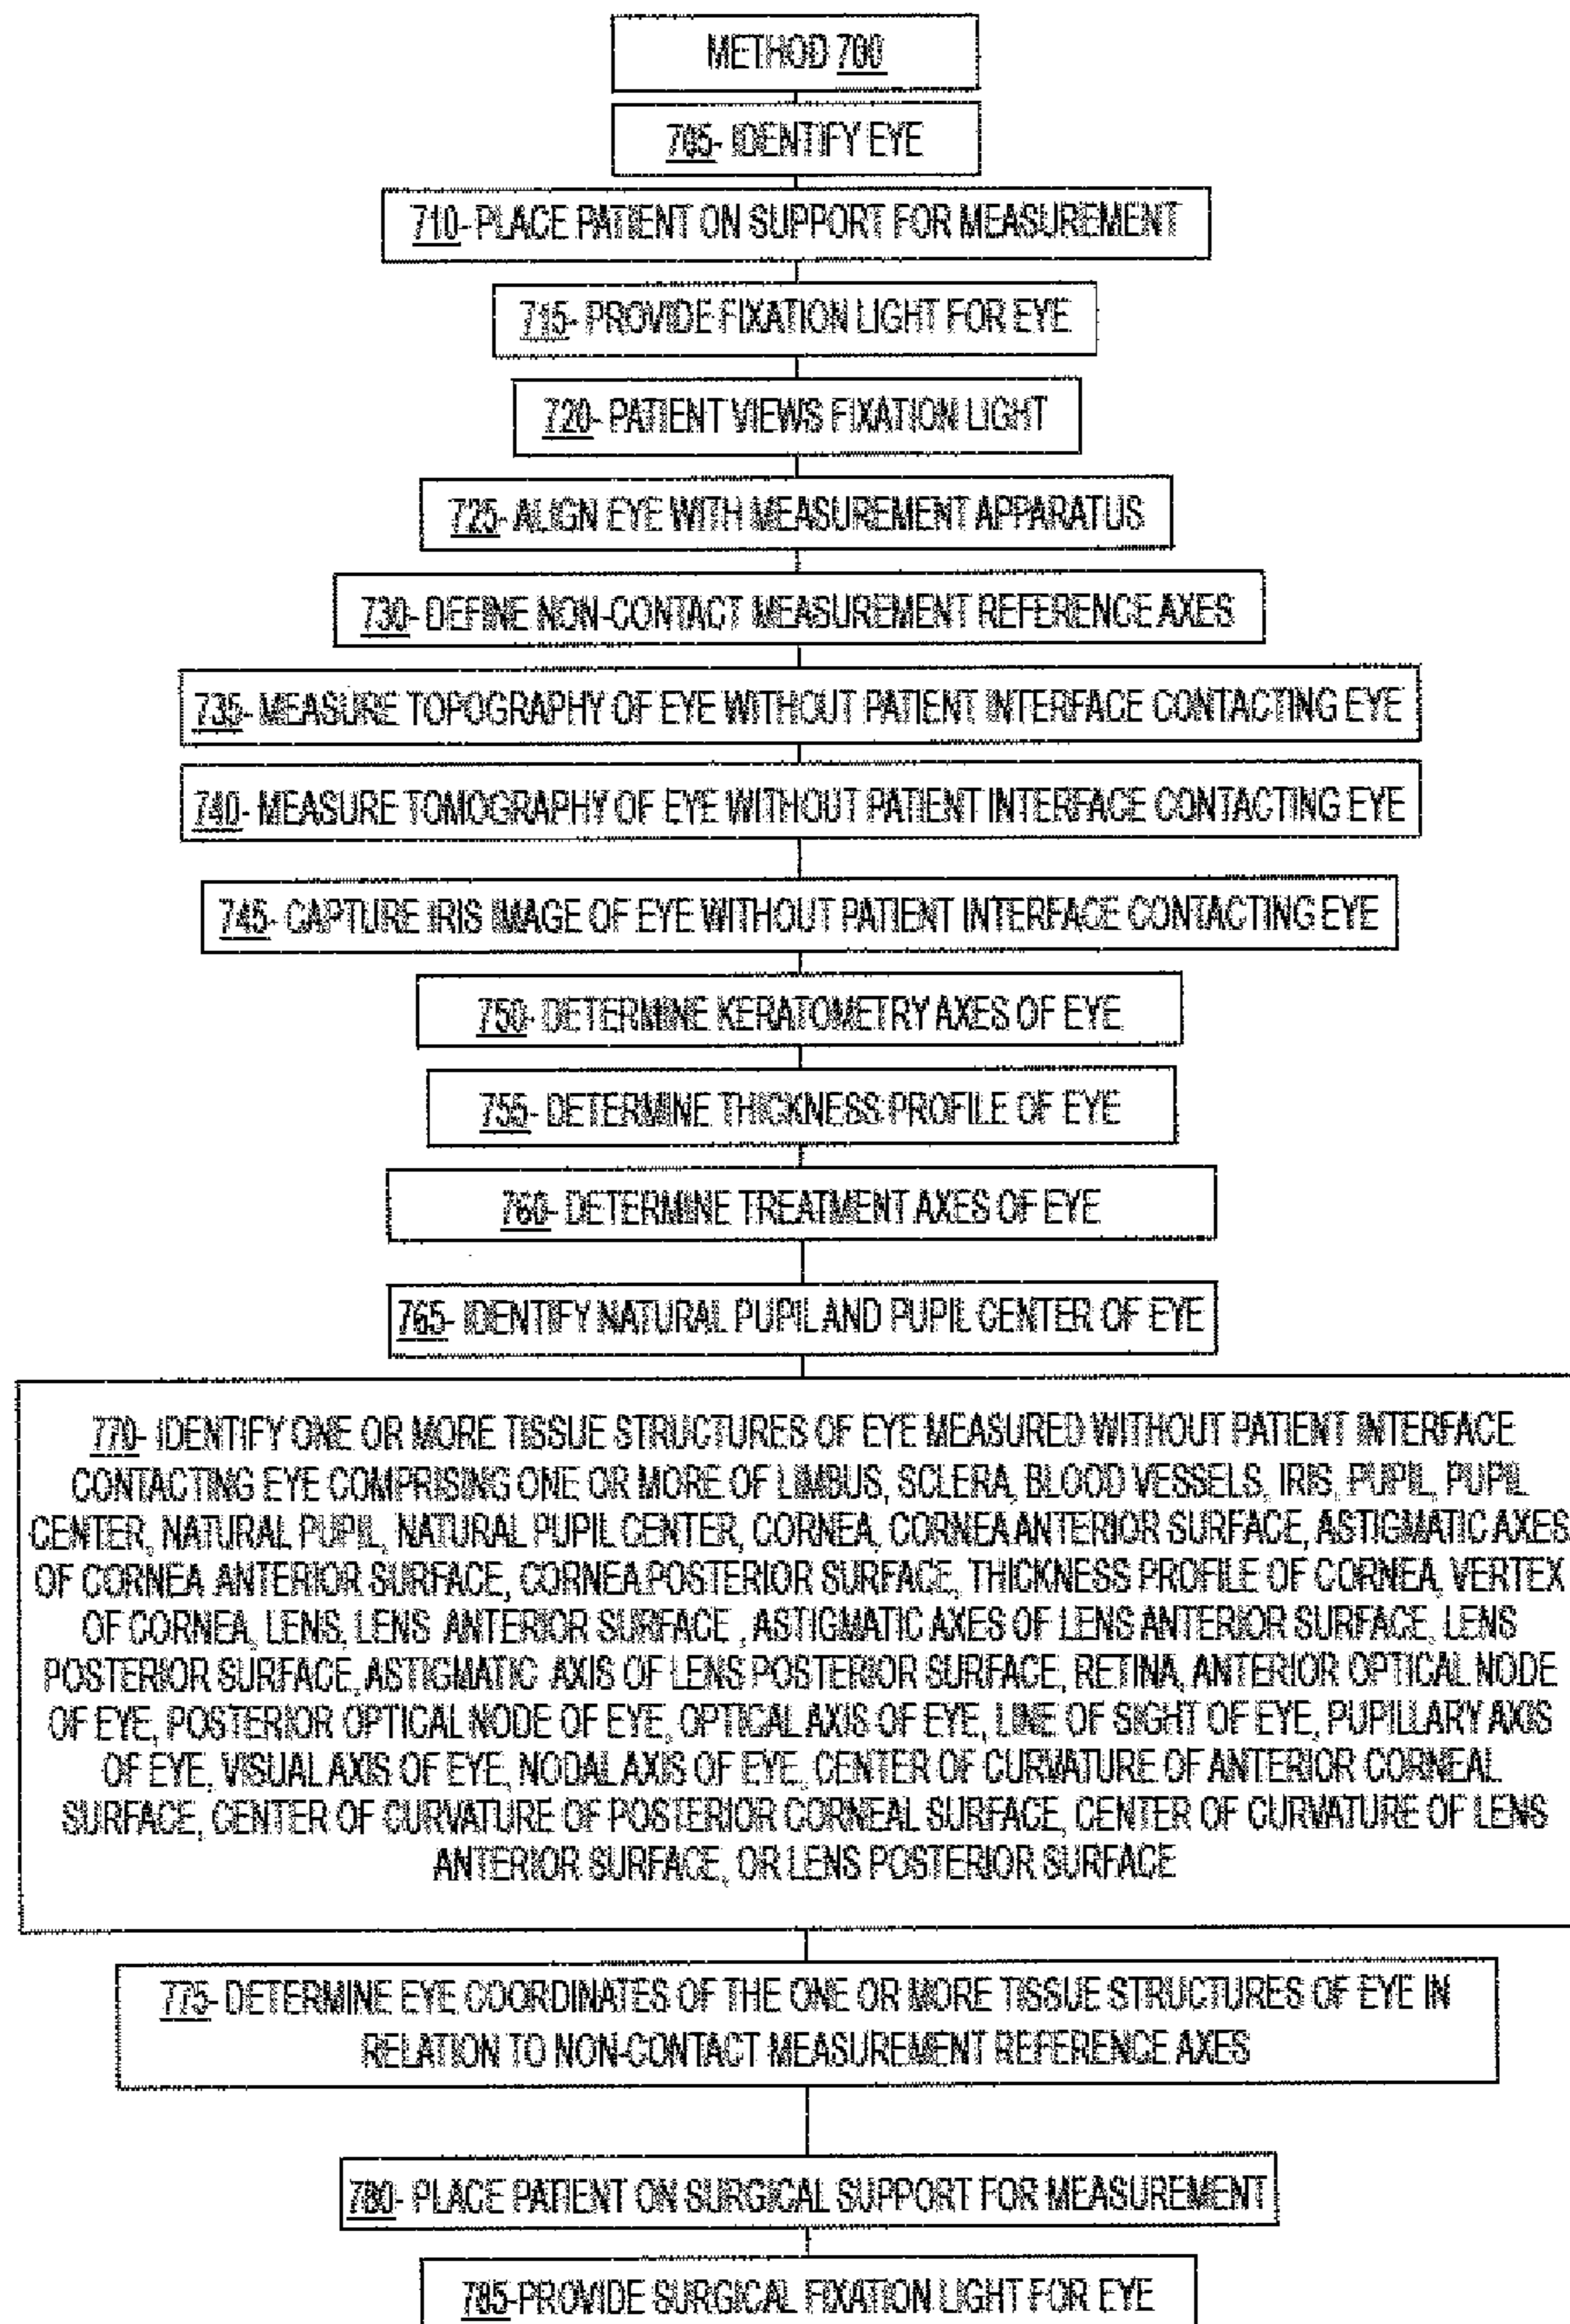 METHOD 700
705- IDENTIFY EYE
710- PLACE PATIENT ON SUPPORT FOR MEASUREMENT
715- PROVIDE FIXATION LIGHT FOR EYE
720- PATIENT VIEWS FIXATION LIGHT
725- ALIGN EYE WITH MEASUREMENT APPARATUS
730- DEFINE NON-CONTACT MEASUREMENT REFERENCE AXES
735- MEASURE TOPOGRAPHY OF EYE WITHOUT PATIENT INTERFACE CONTACTING EYE
740- MEASURE TOMOGRAPHY OF EYE WITHOUT PATIENT INTERFACE CONTACTING EYE
745- CAPTURE IRIS IMAGE OF EYE WITHOUT PATIENT INTERFACE CONTACTING EYE
750- DETERMINE KERATOMETRY AXES OF EYE
755- DETERMINE THICKNESS PROFILE OF EYE
760- DETERMINE TREATMENT AXES OF EYE
765- IDENTIFY NATURAL PUPIL AND PUPIL CENTER OF EYE
770- IDENTIFY ONE OR MORE TISSUE STRUCTURES OF EYE MEASURED WITHOUT PATIENT INTERFACE
CONTACTING EYE COMPRISING ONE OR MORE OF LIMBUS, SCLERA, BLOOD VESSELS, IRIS, PUPIL, PUPIL
CENTER, NATURAL PUPIL, NATURAL PUPIL CENTER, CORNEA, CORNEA ANTERIOR SURFACE, ASTIGMATIC AXES
OF CORNEA ANTERIOR SURFACE, CORNEA POSTERIOR SURFACE, THICKNESS PROFILE OF CORNEA, VERTEX
OF CORNEA, LENS, LENS ANTERIOR SURFACE , ASTIGMATIC AXES OF LENS ANTERIOR SURFACE, LENS
POSTERIOR SURFACE, ASTIGMATIC AXIS OF LENS POSTERIOR SURFACE, RETINA, ANTERIOR OPTICAL NODE
OF EYE, POSTERIOR OPTICAL NODE OF EYE, OPTICAL AXIS OF EYE, LINE OF SIGHT OF EYE, PUPILLARY AXIS
OF EYE, VISUAL AXIS OF EYE, NODAL AXIS OF EYE, CENTER OF CURVATURE OF ANTERIOR CORNEAL
SURFACE, CENTER OF CURVATURE OF POSTERIOR CORNEAL SURFACE, CENTER OF CURVATURE OF LENS
ANTERIOR SURFACE, OR LENS POSTERIOR SURFACE
775- DETERMINE EYE COORDINATES OF THE ONE OR MORE TISSUE STRUCTURES OF EYE IN
RELATION TO NON-CONTACT MEASUREMENT REFERENCE AXES
780- PLACE PATIENT ON SURGICAL SUPPORT FOR MEASUREMENT
785-PROVIDE SURGICAL FIXATION LIGHT FOR EYE